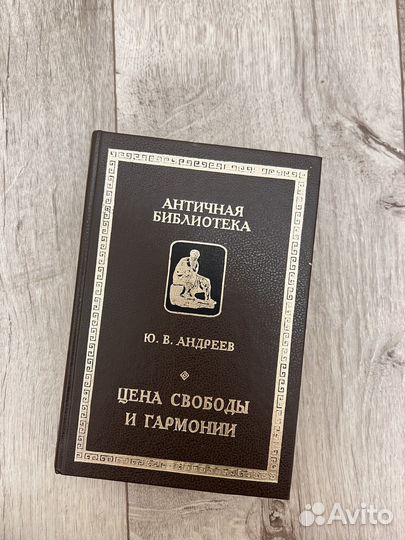 АНТИЧНАЯ
БИБЛИОТЕКА
Ю. В. АНДРЕЕВ
ЦЕНА СВОБОДЫ
И ГАРМОНИИ
Avito